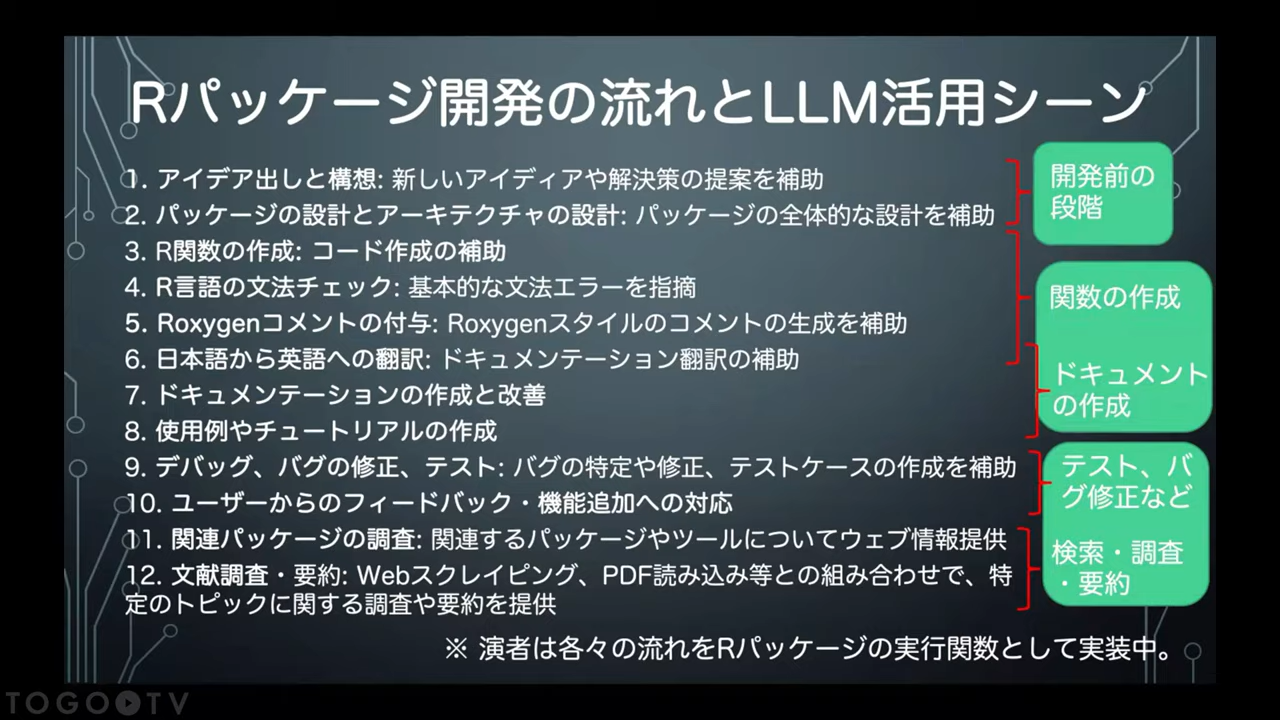 Rパッケージ開発の流れとLLM活用シーン
1. アイデア出しと構想: 新しいアイディアや解決策の提案を補助
2. パッケージの設計とアーキテクチャの設計: パッケージの全体的な設計を補助
3. R関数の作成: コード作成の補助
4. R言語の文法チェック: 基本的な文法エラーを指摘
5. Roxygenコメントの付与: Roxygenスタイルのコメントの生成を補助
6. 日本語から英語への翻訳: ドキュメンテーション翻訳の補助
7. ドキュメンテーションの作成と改善
8. 使用例やチュートリアルの作成
9. デバッグ、バグの修正、テスト: バグの特定や修正、テストケースの作成を補助
10. ユーザーからのフィードバック・機能追加への対応
11. 関連パッケージの調査: 関連するパッケージやツールについてウェブ情報提供
12. 文献調査・要約: Webスクレイピング、PDF読み込み等との組み合わせで、特
定のトピックに関する調査や要約を提供
開発前の
段階
関数の作成
ドキュメント
の作成
テスト、バ
グ修正など
検索・調査
・要約
※ 演者は各々の流れをRパッケージの実行関数として実装中。
TOGO TV